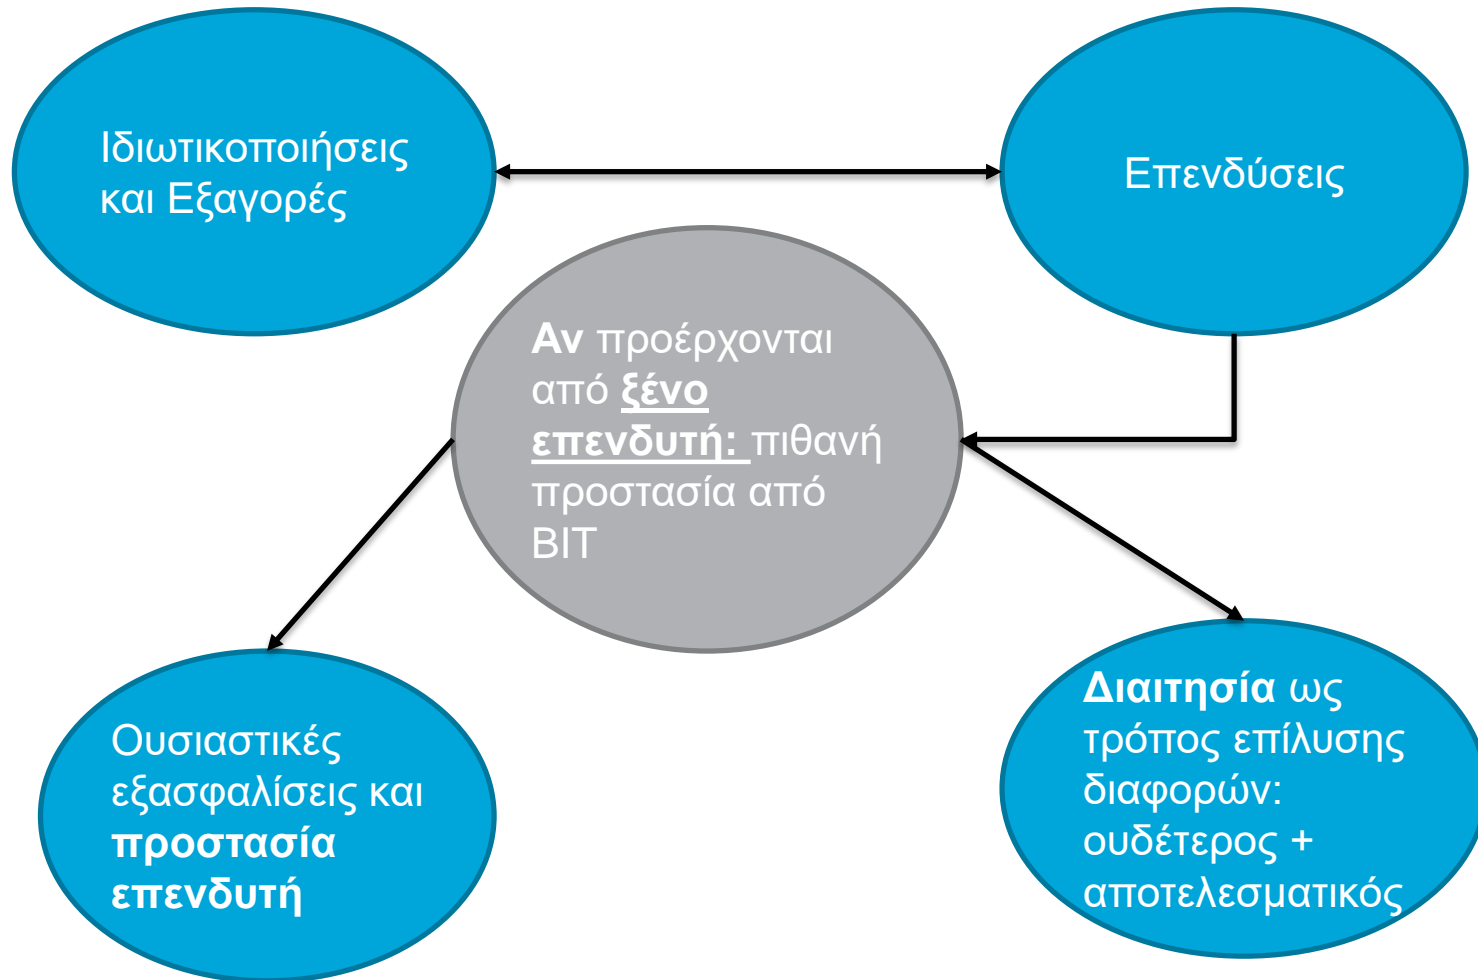 Ιδιωτικοποιήσεις
και Εξαγορές
Επενδύσεις
Αν προέρχονται
από ξένο
επενδυτή: πιθανή
προστασία από
BIT
Ουσιαστικές
εξασφαλίσεις και
προστασία
επενδυτή
Διαιτησία ως
τρόπος επίλυσης
διαφορών:
ουδέτερος +
αποτελεσματικός